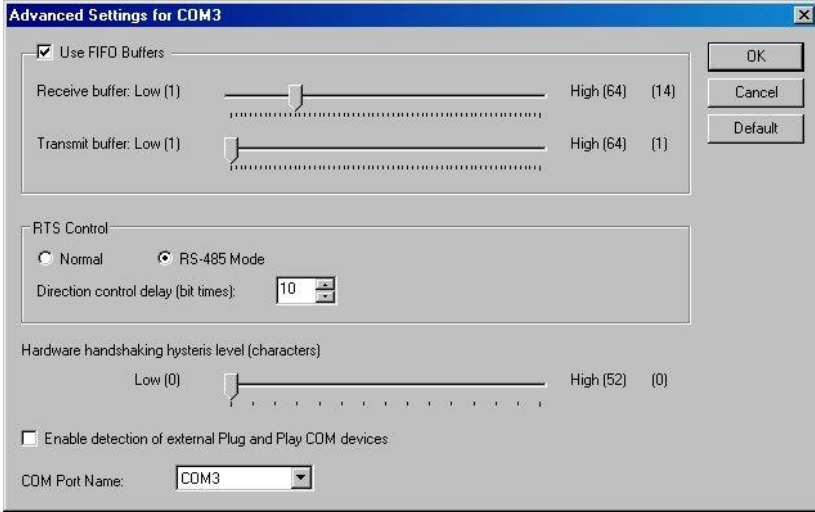 Advanced Settings for COM3
Use FIFO Buffers
OK
Receive buffer: Low (1) High (64) (14)
Cancel
Transmit buffer: Low (1) High (64) (1)
Default
RTS Control
Normal RS-485 Mode
Direction control delay (bit times): 10
Hardware handshaking hysteris level (characters)
Low (0) High (52) (0)
Enable detection of external Plug and Play COM devices
COM Port Name: COM3